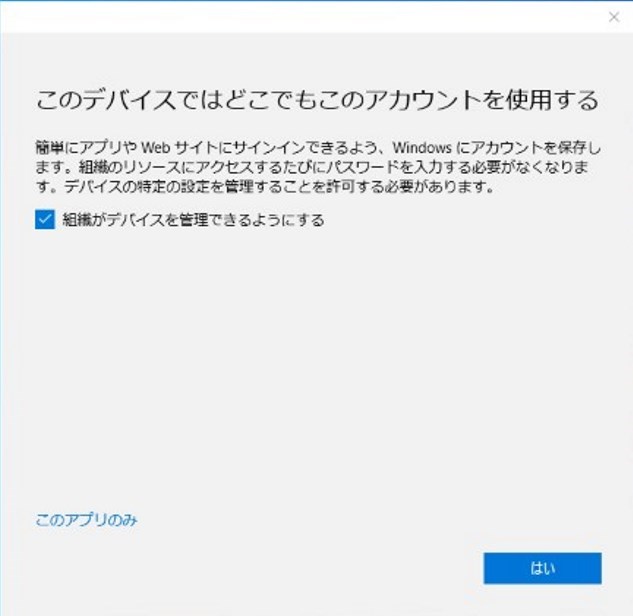 このデバイスではどこでもこのアカウントを使用する
簡単にアプリや Web サイトにサインインできるよう、Windows にアカウントを保存し
ます。組織のリソースにアクセスするたびにパスワードを入力する必要がなくなりま
す。デバイスの特定の設定を管理することを許可する必要があります。
組織がデバイスを管理できるようにする
このアプリのみ
はい